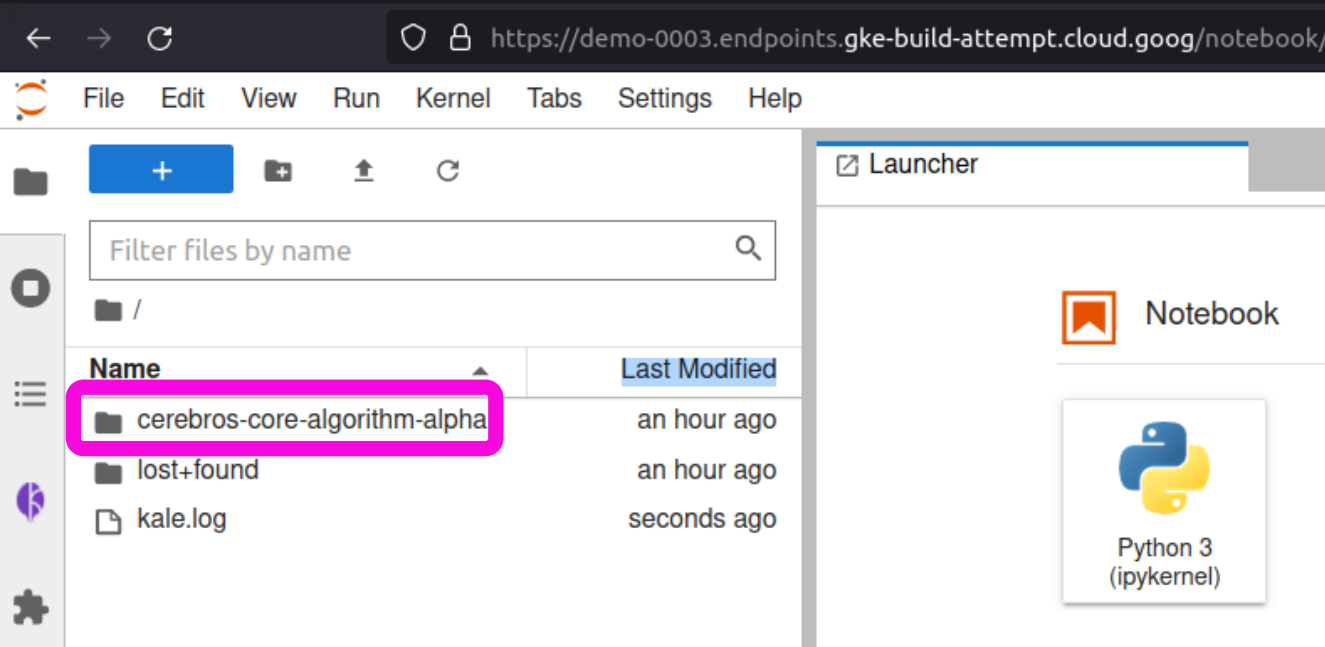 https://demo-0003.endpoints.gke-build-attempt.cloud.goog/notebook/
File Edit View Run Kernel Tabs Settings Help
+
Launcher
Filter files by name
/
Notebook
Name Last Modified
cerebros-core-algorithm-alpha an hour ago
lost+found an hour ago
kale.log seconds ago
Python 3
(ipykernel)